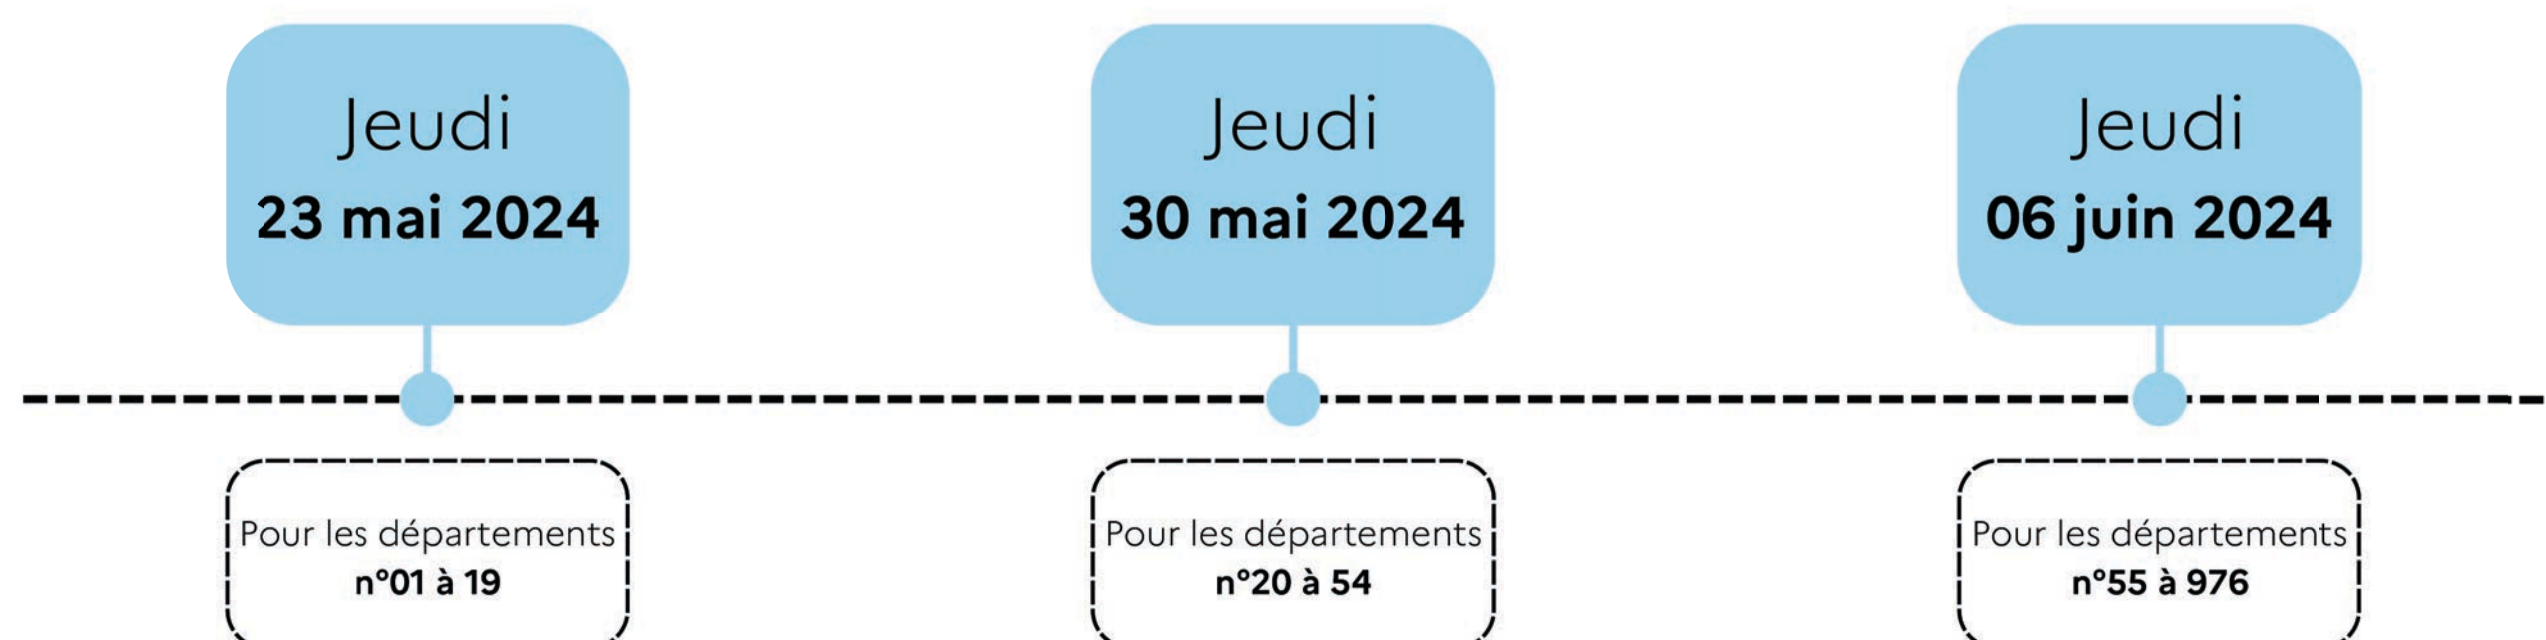 Jeudi
23 mai 2024
Jeudi
30 mai 2024
Jeudi
06 juin 2024
Pour les départements
n°01 à 19
Pour les départements
n°20 à 54
Pour les départements
n°55 à 976